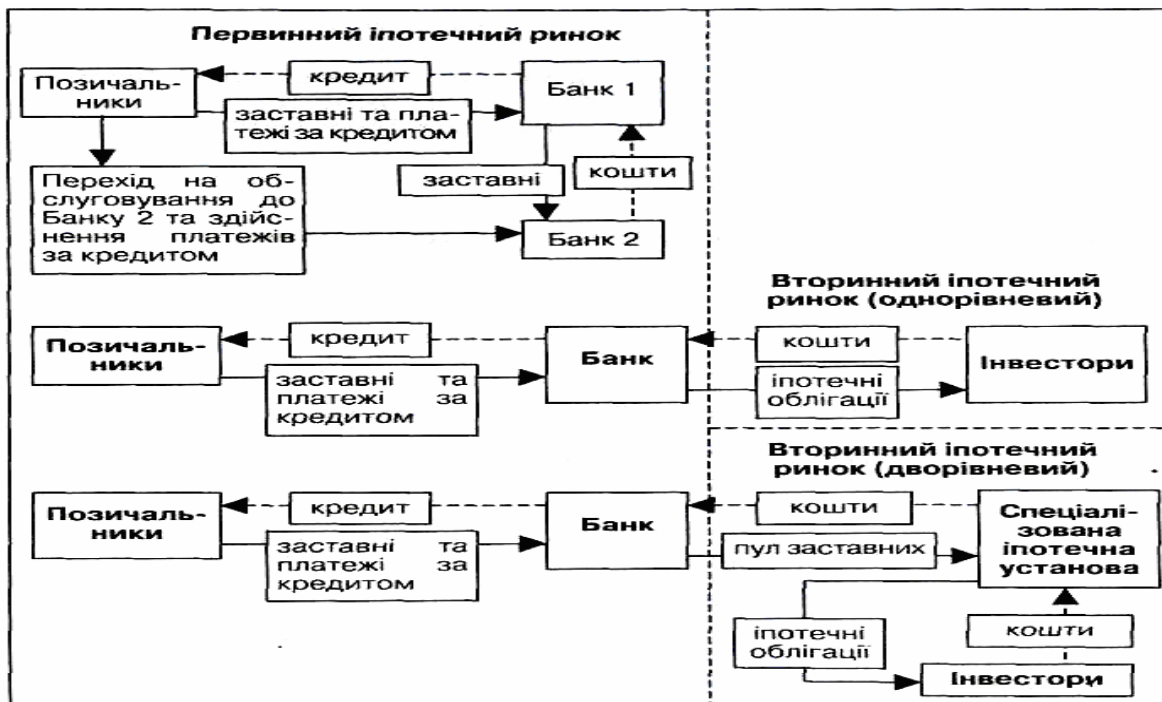 Первинний іпотечний ринок
Позичаль-
ники
кредит
Банк 1
заставні та пла-
тежі за кредитом
Перехід на об-
слуговування до
Банку 2 та здійс-
нення платежів
за кредитом
заставні
кошти
Банк 2
Вторинний іпотечний
ринок (однорівневий)
Позичаль-
ники
кредит
заставні та
платежі за
кредитом
Банк
кошти
іпотечні
облігації
Інвестори
Вторинний іпотечний
ринок (дворівневий)
Позичаль-
ники
кредит
заставні та
платежі за
кредитом
Банк
кошти
пул заставних
Спеціалі-
зована
іпотечна
установа
іпотечні
облігації
кошти
Інвестори